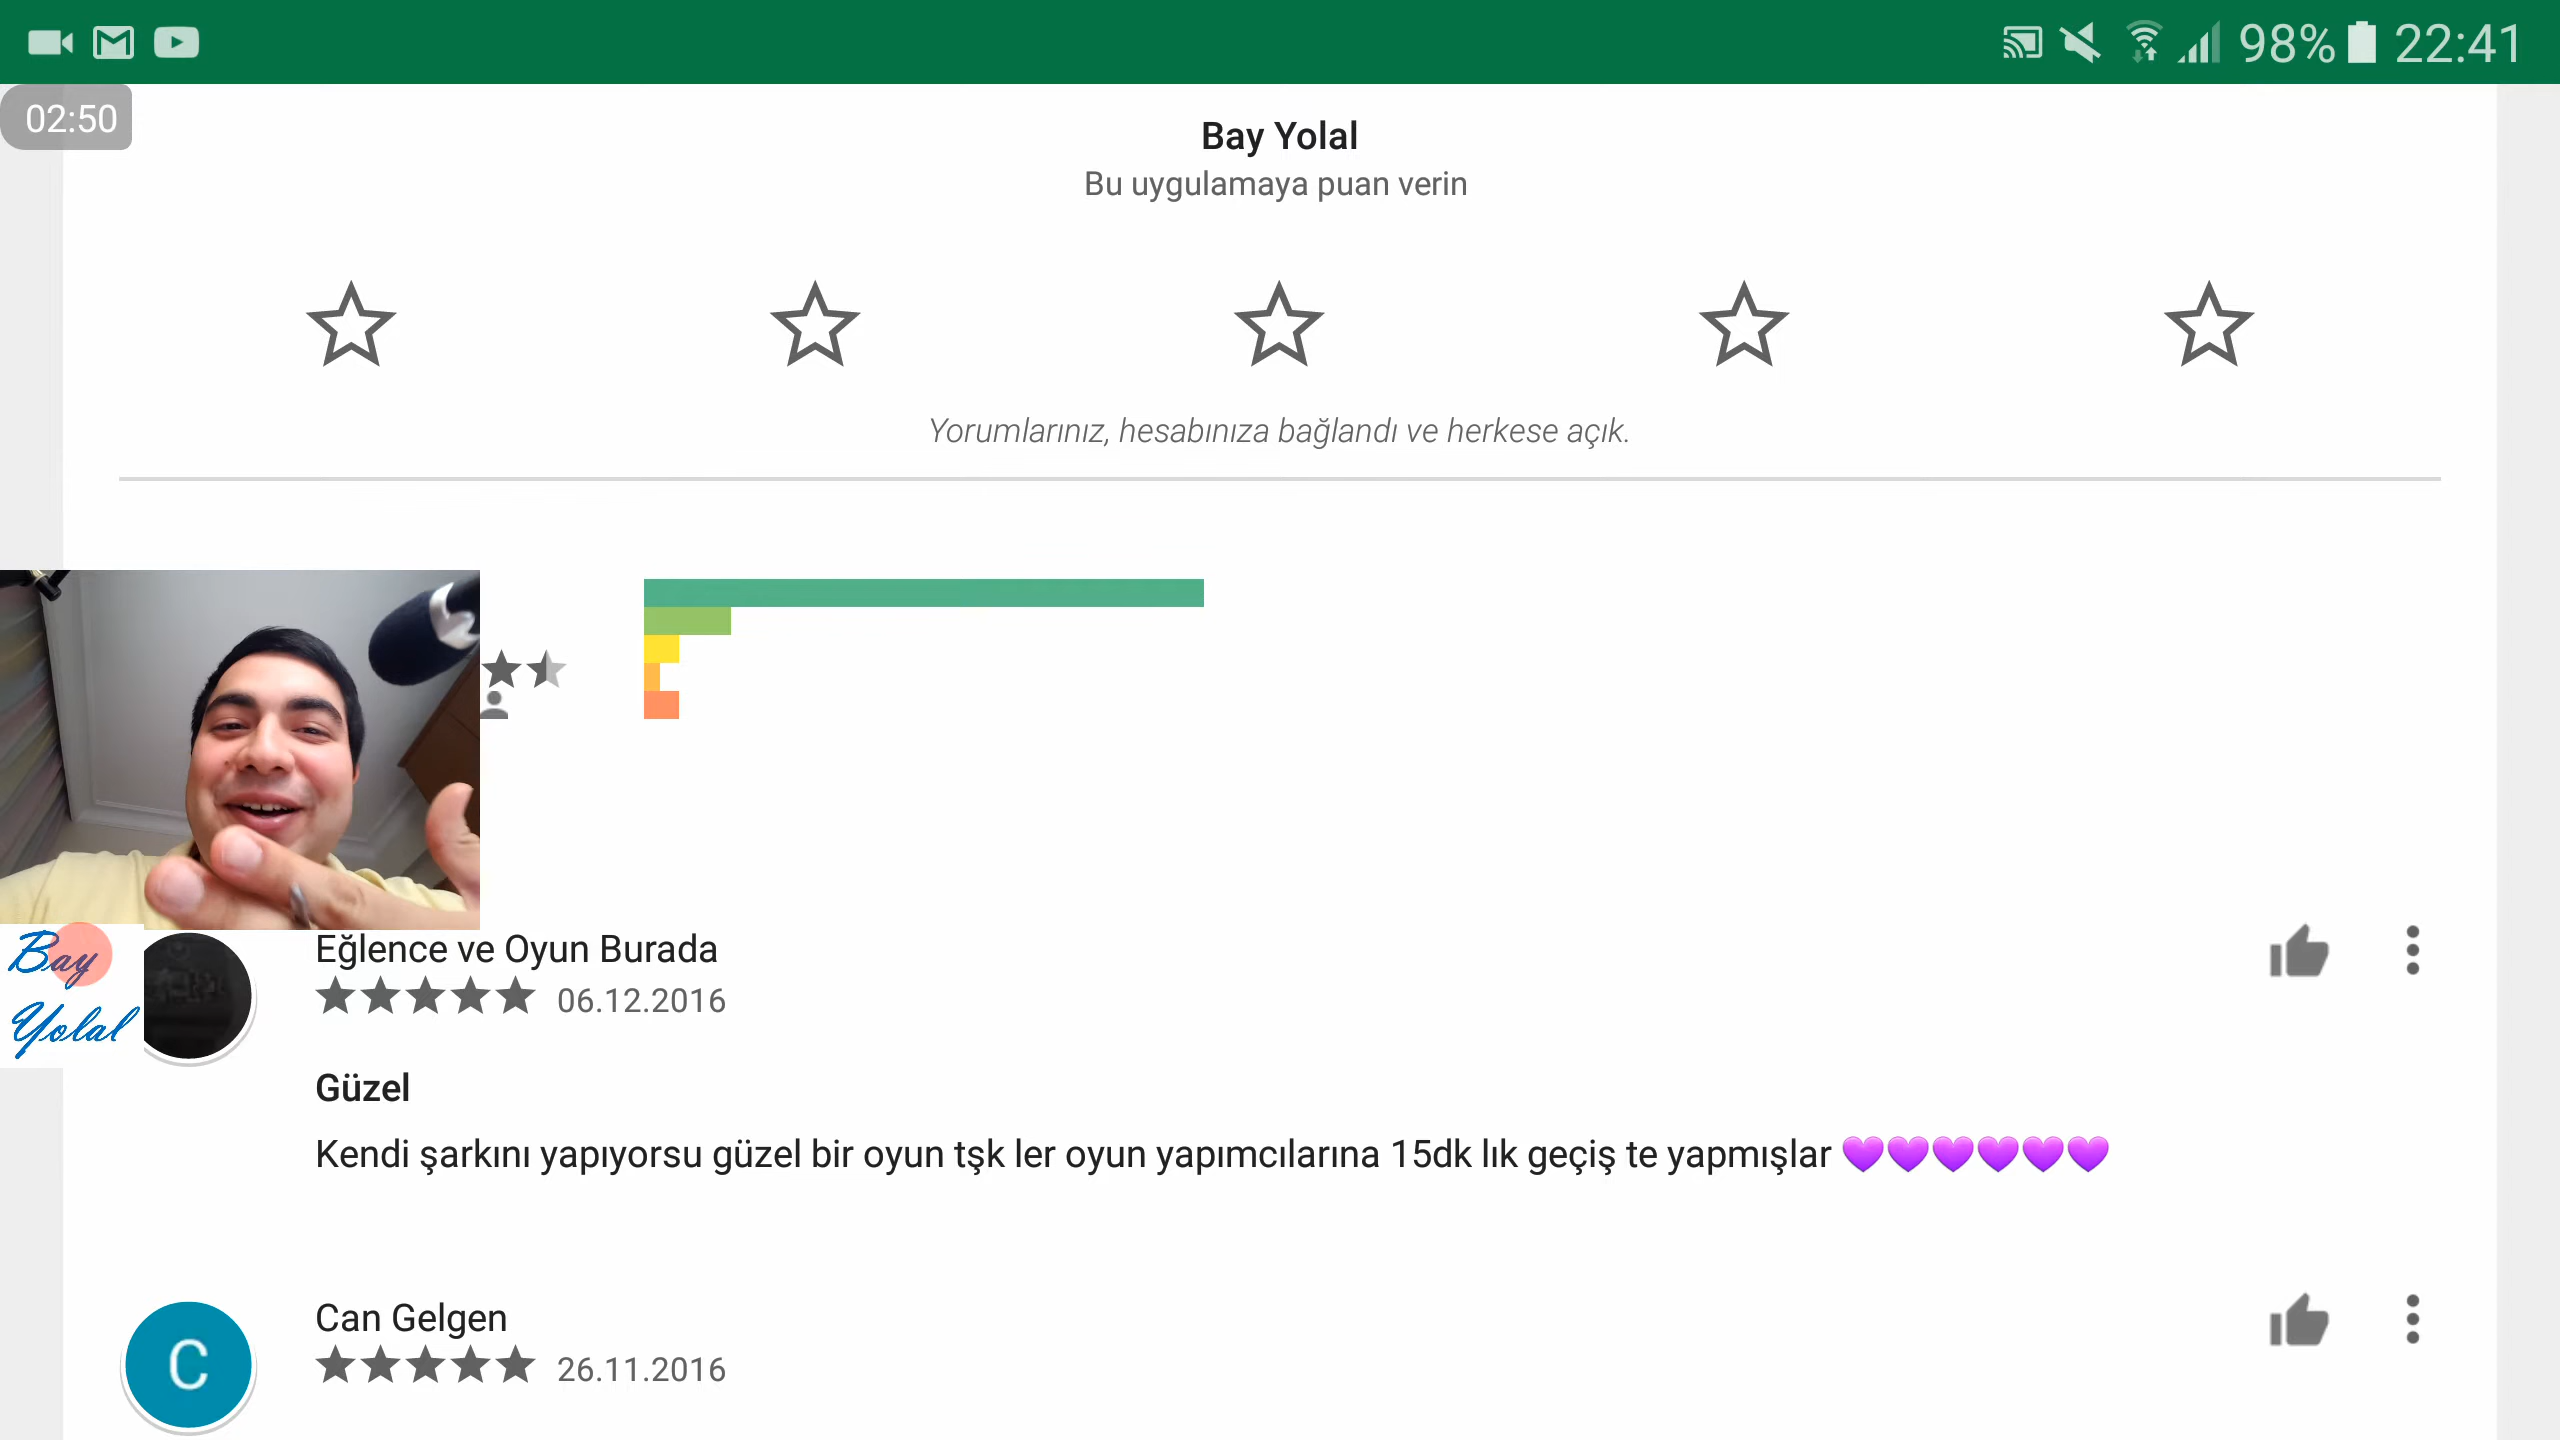 98% 22:41
02:50
Bay Yolal
Bu uygulamaya puan verin
Yorumlarınız, hesabınıza bağlandı ve herkese açık.
Eğlence ve Oyun Burada
06.12.2016
Bay
Yolal
Güzel
Kendi şarkını yapıyorsu güzel bir oyun tşk ler oyun yapımcılarına 15dk lık geçiş te yapmışlar 💜💜💜💜💜💜
C
Can Gelgen
26.11.2016